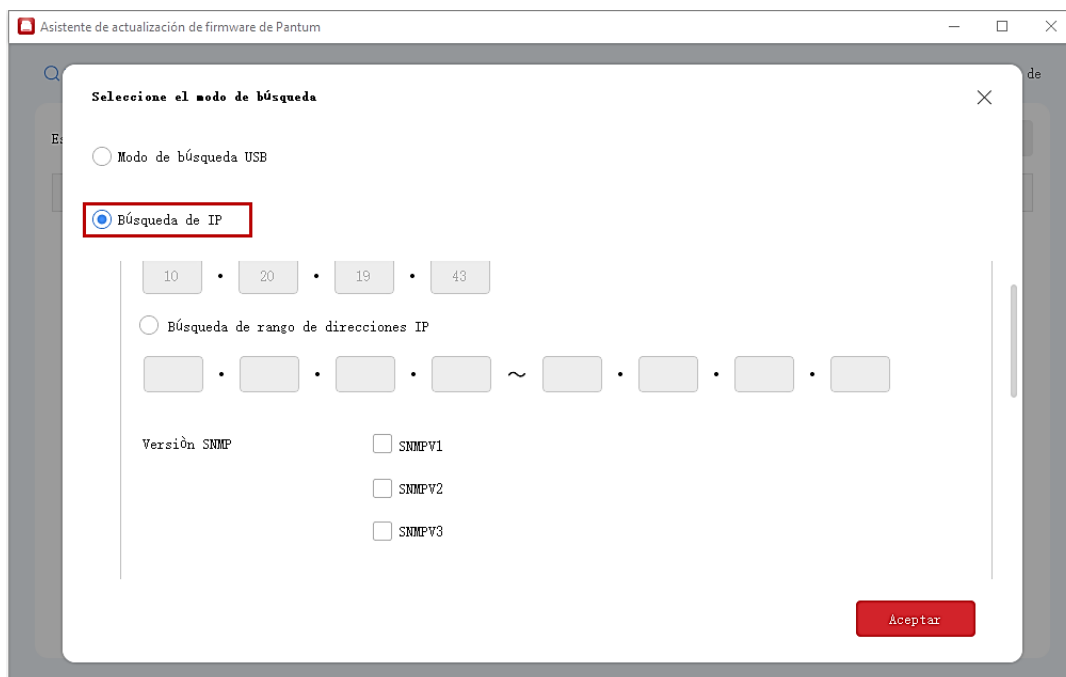 Asistente de actualización de firmware de Pantum
de
Seleccione el modo de búsqueda
Es
Modo de búsqueda USB
Búsqueda de IP
10 . 20 . 19 . 43
Búsqueda de rango de direcciones IP
. . . ~ . . .
Versiòn SNMP
SNMPV1
SNMPV2
SNMPV3
Aceptar